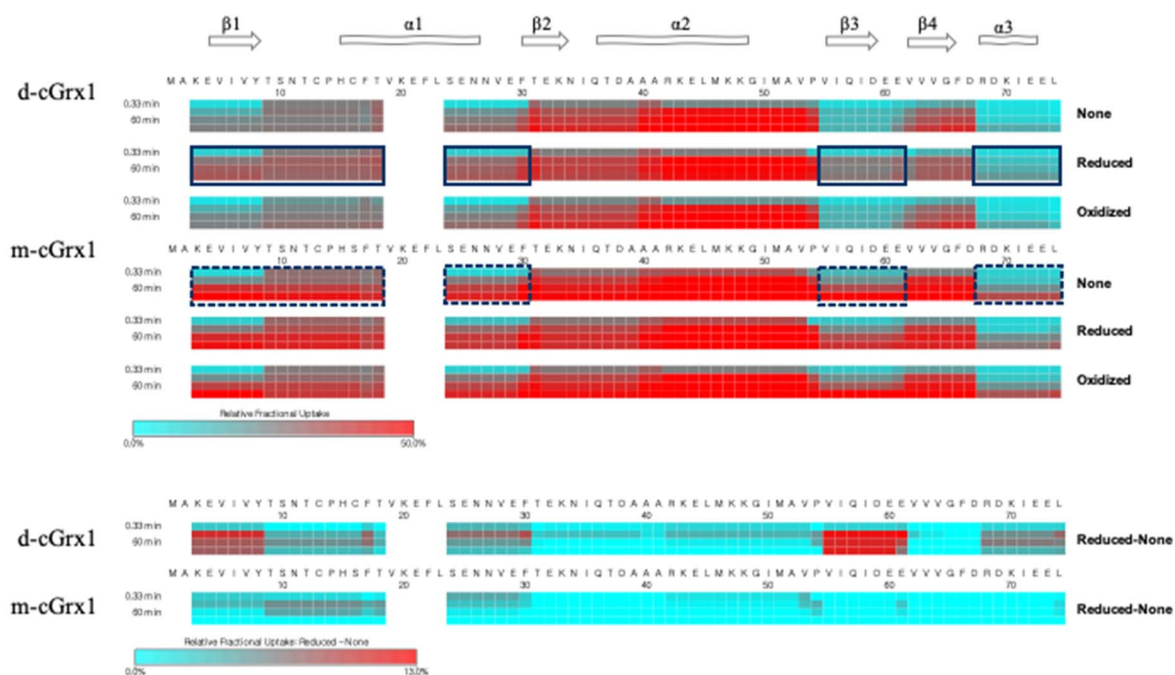 β1 α1 β2 α2 β3 β4 α3
M A K E V I V Y T S N T C P H C F T V K E F L S E N N V E F T E K N I Q T D A A A R K E L M K K G I M A V P V I Q I D E E V V V G F D R D K I E E L
d-cGrx1
10 20 30 40 50 60 70
0.33 min
60 min
None
0.33 min
60 min
Reduced
0.33 min
60 min
Oxidized
M A K E V I V Y T S N T C P H S F T V K E F L S E N N V E F T E K N I Q T D A A A R K E L M K K G I M A V P V I Q I D E E V V V G F D R D K I E E L
m-cGrx1
10 20 30 40 50 60 70
0.33 min
60 min
None
0.33 min
60 min
Reduced
0.33 min
60 min
Oxidized
Relative Fractional Uptake
0.0% 50.0%
M A K E V I V Y T S N T C P H C F T V K E F L S E N N V E F T E K N I Q T D A A A R K E L M K K G I M A V P V I Q I D E E V V V G F D R D K I E E L
10 20 30 40 50 60 70
d-cGrx1
0.33 min
60 min
Reduced-None
M A K E V I V Y T S N T C P H S F T V K E F L S E N N V E F T E K N I Q T D A A A R K E L M K K G I M A V P V I Q I D E E V V V G F D R D K I E E L
10 20 30 40 50 60 70
m-cGrx1
0.33 min
60 min
Reduced-None
Relative Fractional Uptake: Reduced - None
0.0% 13.0%